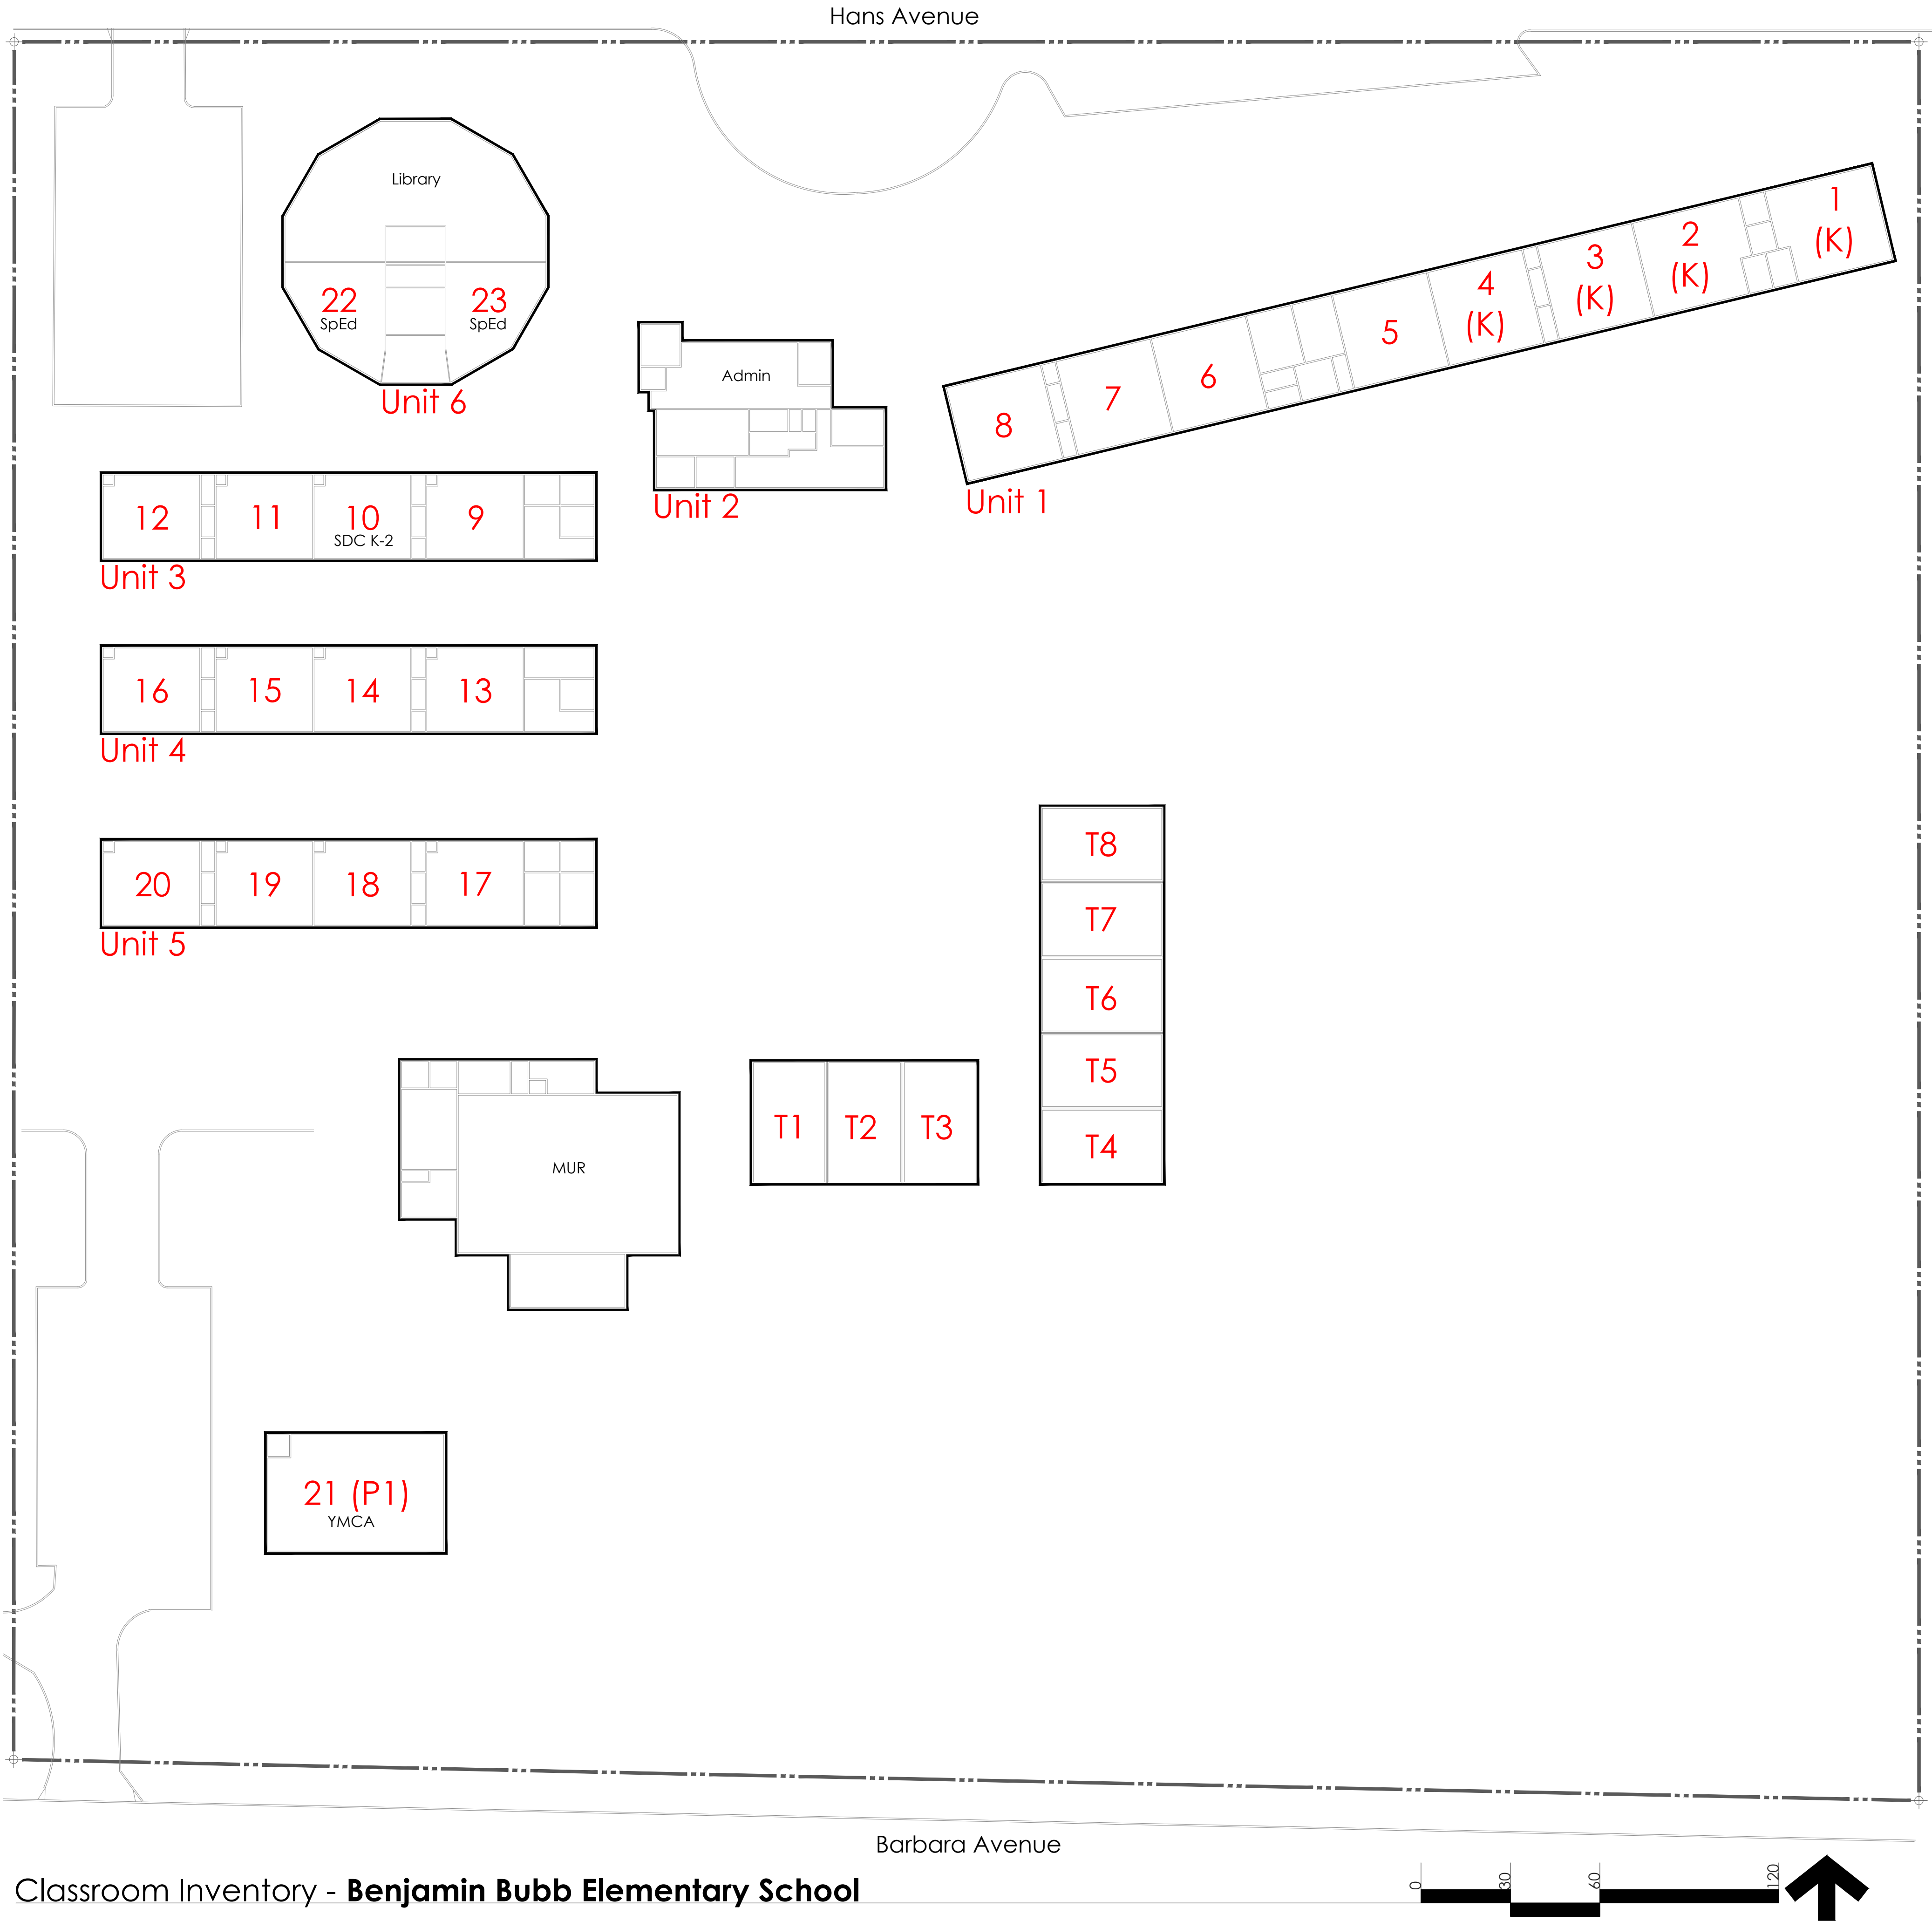 Hans Avenue
Library
22
SpEd
23
SpEd
Unit 6
Admin
Unit 2
1
(K)
2
(K)
3
(K)
4
(K)
5
6
7
8
Unit 1
12
11
10
SDC K-2
9
Unit 3
16
15
14
13
Unit 4
20
19
18
17
Unit 5
T8
T7
T6
T5
T4
T1
T2
T3
MUR
21 (P1)
YMCA
Barbara Avenue
Classroom Inventory - Benjamin Bubb Elementary School
0
30
60
120